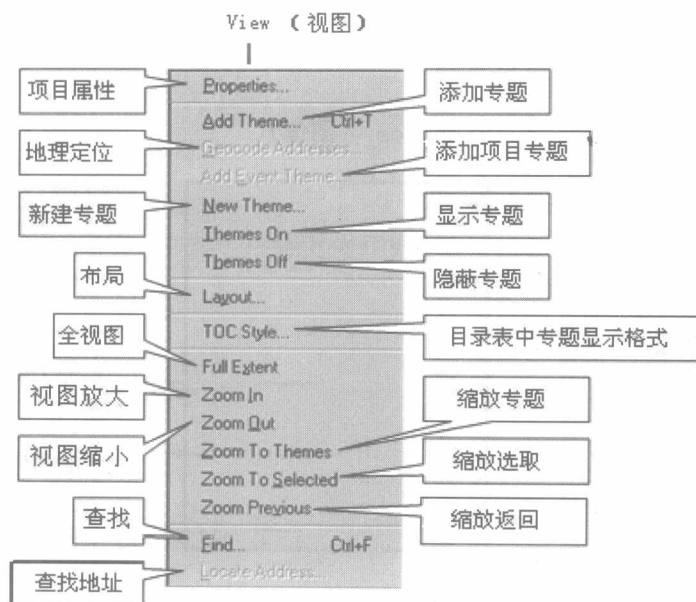 View （视图）
项目属性
Properties...
Add Theme... Ctrl+T
添加专题
地理定位
Geocode Addresses...
Add Event Theme...
添加项目专题
新建专题
New Theme...
Themes On
显示专题
Themes Off
隐蔽专题
布局
Layout...
TOC Style...
目录表中专题显示格式
全视图
Full Extent
视图放大
Zoom In
视图缩小
Zoom Out
Zoom To Themes
缩放专题
Zoom To Selected
缩放选取
Zoom Previous
缩放返回
查找
Find... Ctrl+F
查找地址
Locate Address...